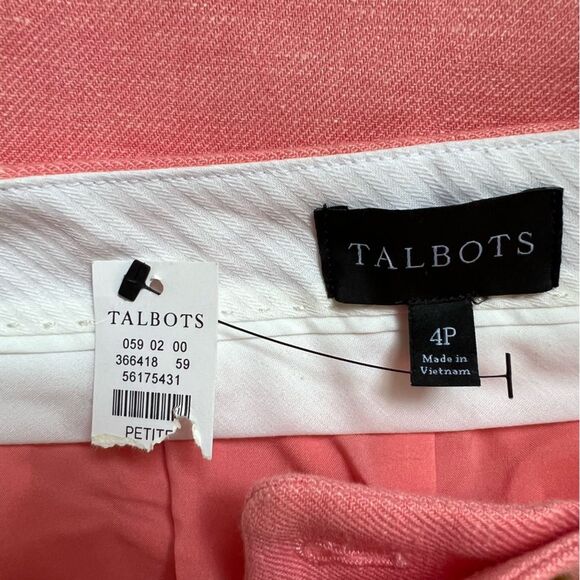 TALBOTS
4P
Made in
Vietnam
TALBOTS
059 02 00
366418 59
56175431
PETITE